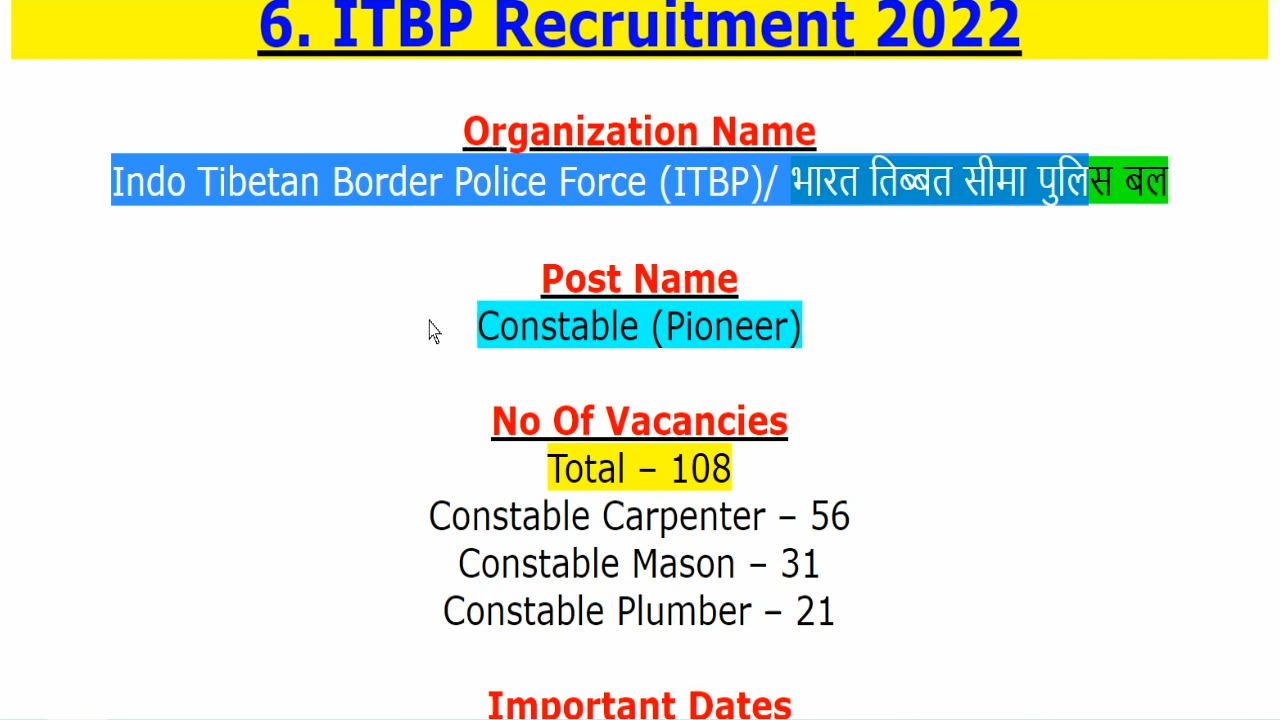 6. ITBP Recruitment 2022
Organization Name
Indo Tibetan Border Police Force (ITBP)/ भारत तिब्बत सीमा पुलिस बल
Post Name
Constable (Pioneer)
No Of Vacancies
Total – 108
Constable Carpenter – 56
Constable Mason – 31
Constable Plumber – 21
Important Dates